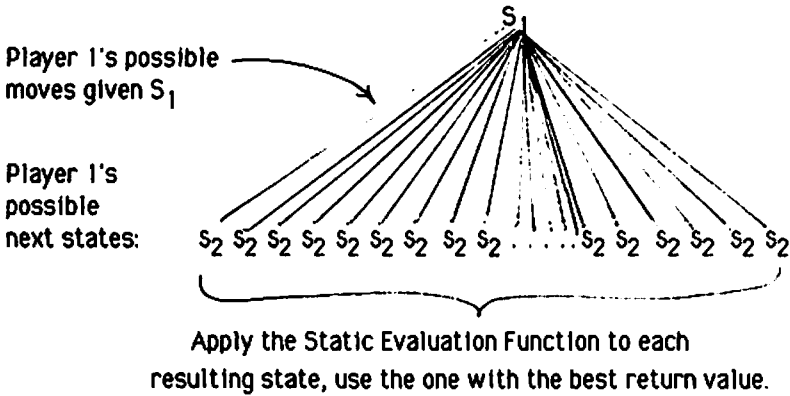 S1
Player 1's possible
moves given S1
Player 1's
possible
next states:
S2 S2 S2 S2 S2 S2 S2 S2 S2 . . . . . S2 S2 S2 S2 S2 S2
Apply the Static Evaluation Function to each
resulting state, use the one with the best return value.